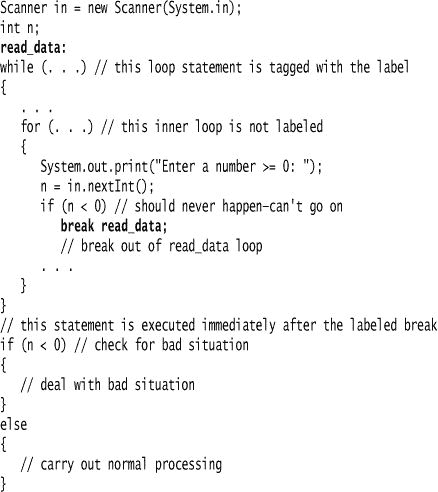 Scanner in = new Scanner(System.in);
int n;
read_data:
while (. . .) // this loop statement is tagged with the label
{
   . . .
   for (. . .) // this inner loop is not labeled
   {
      System.out.print("Enter a number >= 0: ");
      n = in.nextInt();
      if (n < 0) // should never happen-can't go on
         break read_data;
         // break out of read_data loop
      . . .
   }
}
// this statement is executed immediately after the labeled break
if (n < 0) // check for bad situation
{
   // deal with bad situation
}
else
{
   // carry out normal processing
}